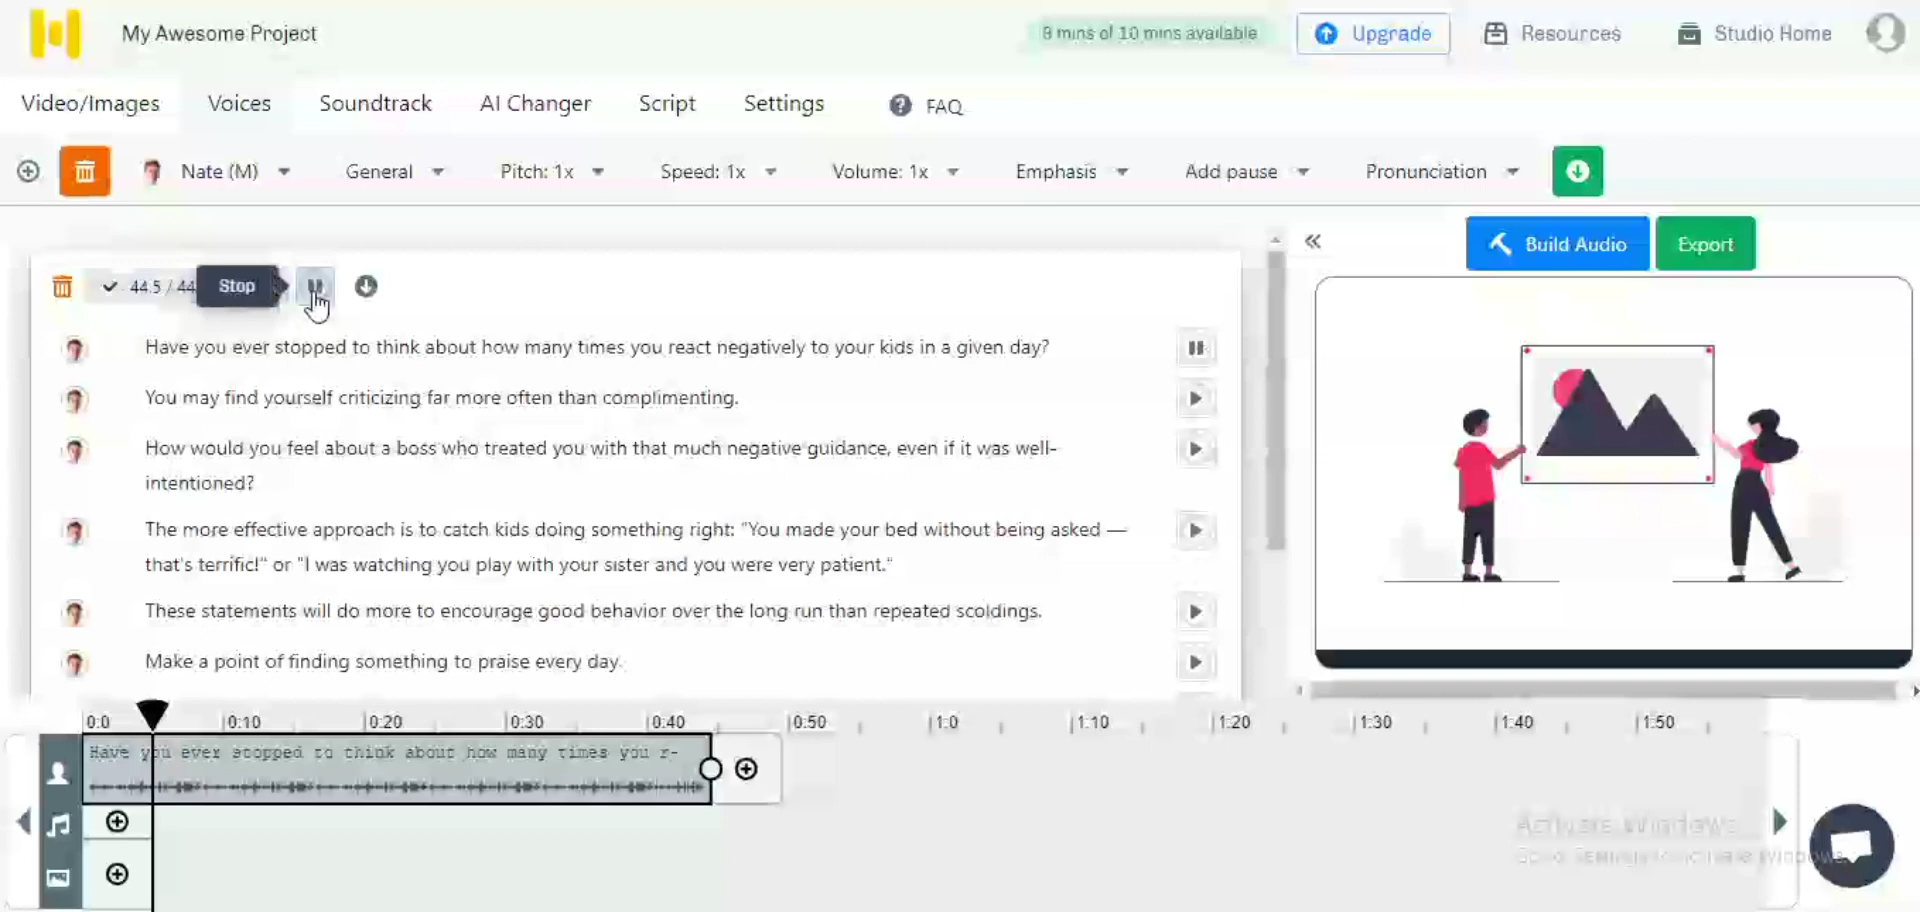 My Awesome Project
8 mins of 10 mins available
Upgrade
Resources
Studio Home
Video/Images
Voices
Soundtrack
AI Changer
Script
Settings
FAQ
Nate (M)
General
Pitch: 1x
Speed: 1x
Volume: 1x
Emphasis
Add pause
Pronunciation
Build Audio
Export
44.5 / 44
Stop
Have you ever stopped to think about how many times you react negatively to your kids in a given day?
You may find yourself criticizing far more often than complimenting.
How would you feel about a boss who treated you with that much negative guidance, even if it was well-
intentioned?
The more effective approach is to catch kids doing something right: "You made your bed without being asked —
that's terrific!" or "I was watching you play with your sister and you were very patient."
These statements will do more to encourage good behavior over the long run than repeated scoldings.
Make a point of finding something to praise every day.
0:0
0:10
0:20
0:30
0:40
0:50
1:0
1:10
1:20
1:30
1:40
1:50
Have you ever stopped to think about how many times you r-
Activate Windows